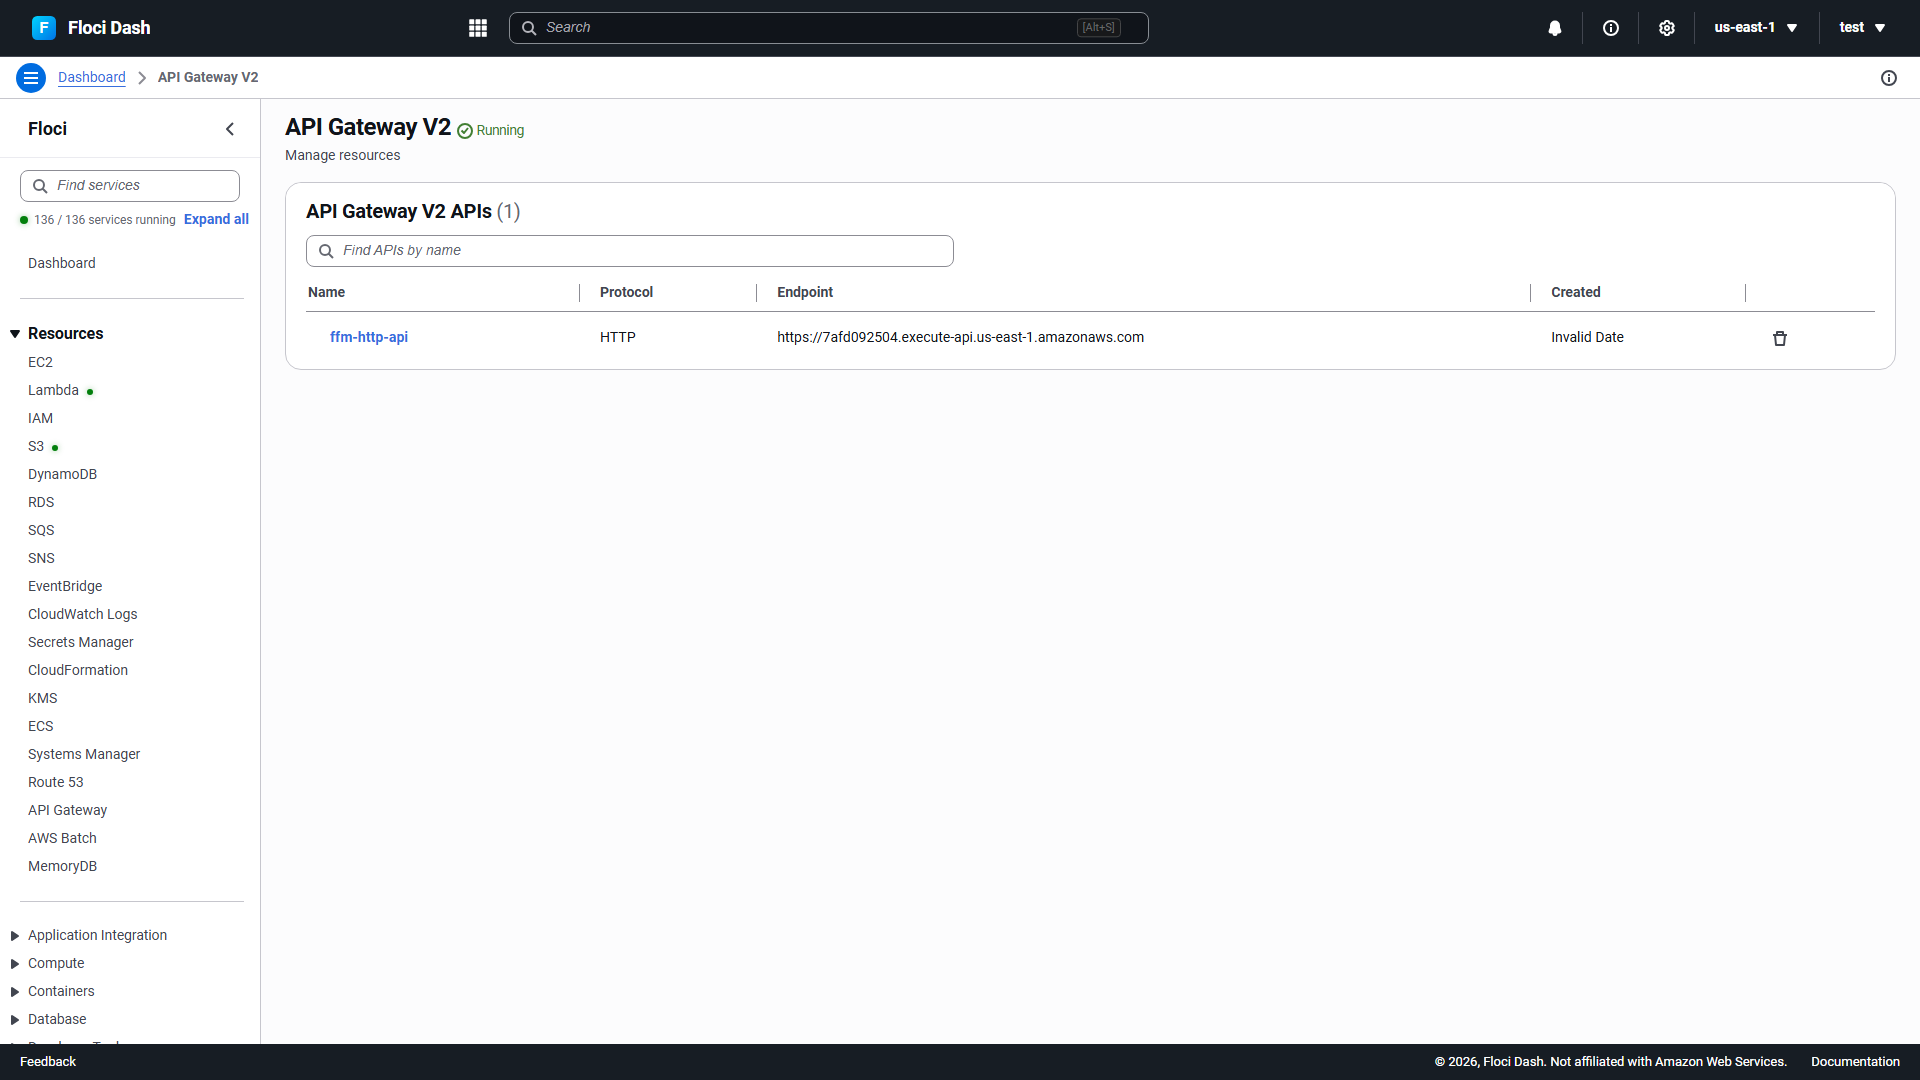 F Floci Dash
Search
[Alt+S]
us-east-1
test
Dashboard
API Gateway V2
Floci
Find services
136 / 136 services running Expand all
Dashboard
Resources
EC2
Lambda
IAM
S3
DynamoDB
RDS
SQS
SNS
EventBridge
CloudWatch Logs
Secrets Manager
CloudFormation
KMS
ECS
Systems Manager
Route 53
API Gateway
AWS Batch
MemoryDB
Application Integration
Compute
Containers
Database
API Gateway V2 Running
Manage resources
API Gateway V2 APIs (1)
Find APIs by name
Name Protocol Endpoint Created
ffm-http-api HTTP https://7afd092504.execute-api.us-east-1.amazonaws.com Invalid Date
Feedback
© 2026, Floci Dash. Not affiliated with Amazon Web Services. Documentation